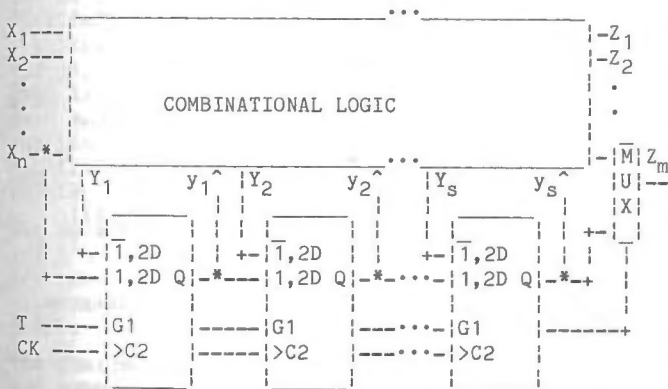 X1
Z1
X2
Z2
COMBINATIONAL LOGIC
Xn
M Zm
Y1 y1^ Y2 y2^ Ys ys^
U
X
1,2D 1,2D 1,2D
1,2D Q 1,2D Q 1,2D Q
T G1 G1 G1
CK >C2 >C2 >C2